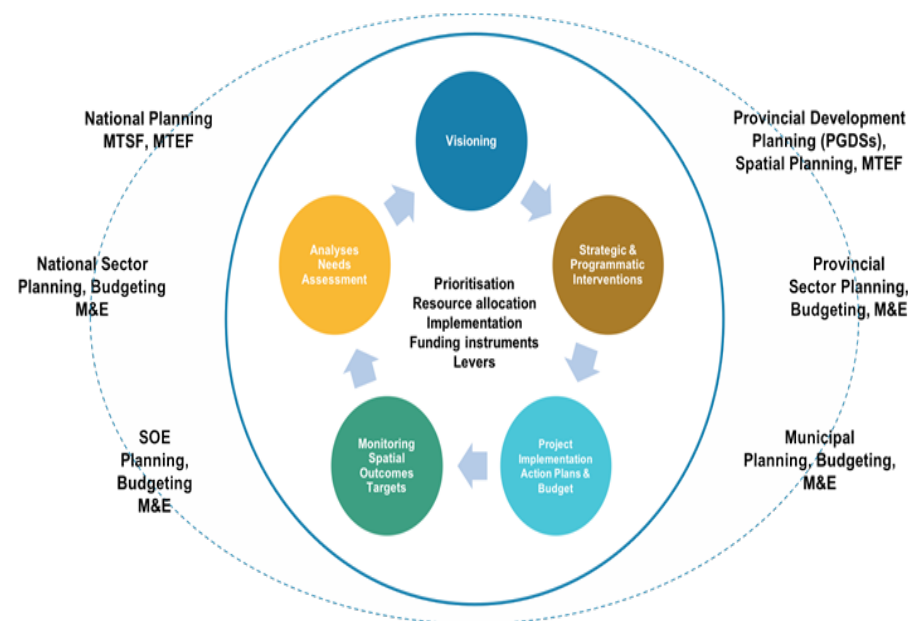 National Planning
MTSF, MTEF
Visioning
Provincial Development
Planning (PGDSs),
Spatial Planning, MTEF
Analyses
Needs
Assessment
Strategic &
Programmatic
Interventions
National Sector
Planning, Budgeting
M&E
Prioritisation
Resource allocation
Implementation
Funding instruments
Levers
Provincial
Sector Planning,
Budgeting, M&E
SOE
Planning,
Budgeting
M&E
Monitoring
Spatial
Outcomes
Targets
Project
Implementation
Action Plans &
Budget
Municipal
Planning, Budgeting,
M&E